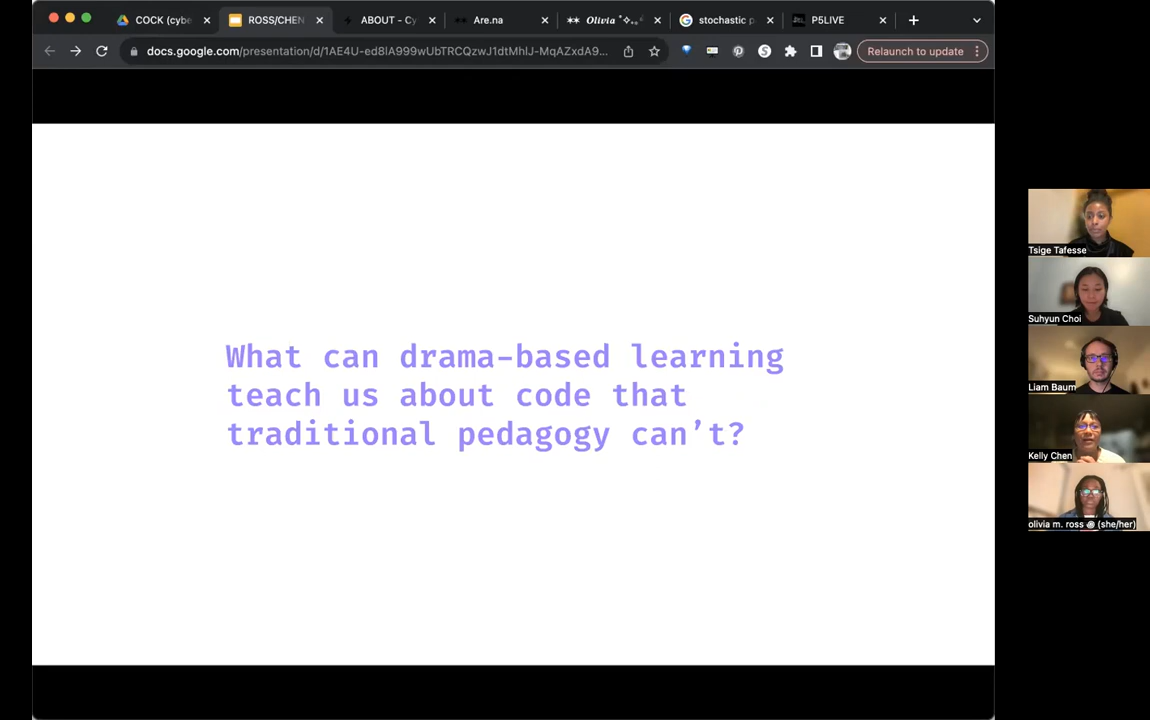 COCK (cybe
ROSS/CHEN
ABOUT - Cy
Are.na
✶✶ 𝑶𝒍𝒊𝒗𝒊𝒂
stochastic p
P5LIVE
docs.google.com/presentation/d/1AE4U-ed8lA999wUbTRCQzwJ1dtMhlJ-MqAZxdA9...
Relaunch to update
What can drama-based learning
teach us about code that
traditional pedagogy can’t?
Tsige Tafesse
Suhyun Choi
Liam Baum
Kelly Chen
olivia m. ross (she/her)